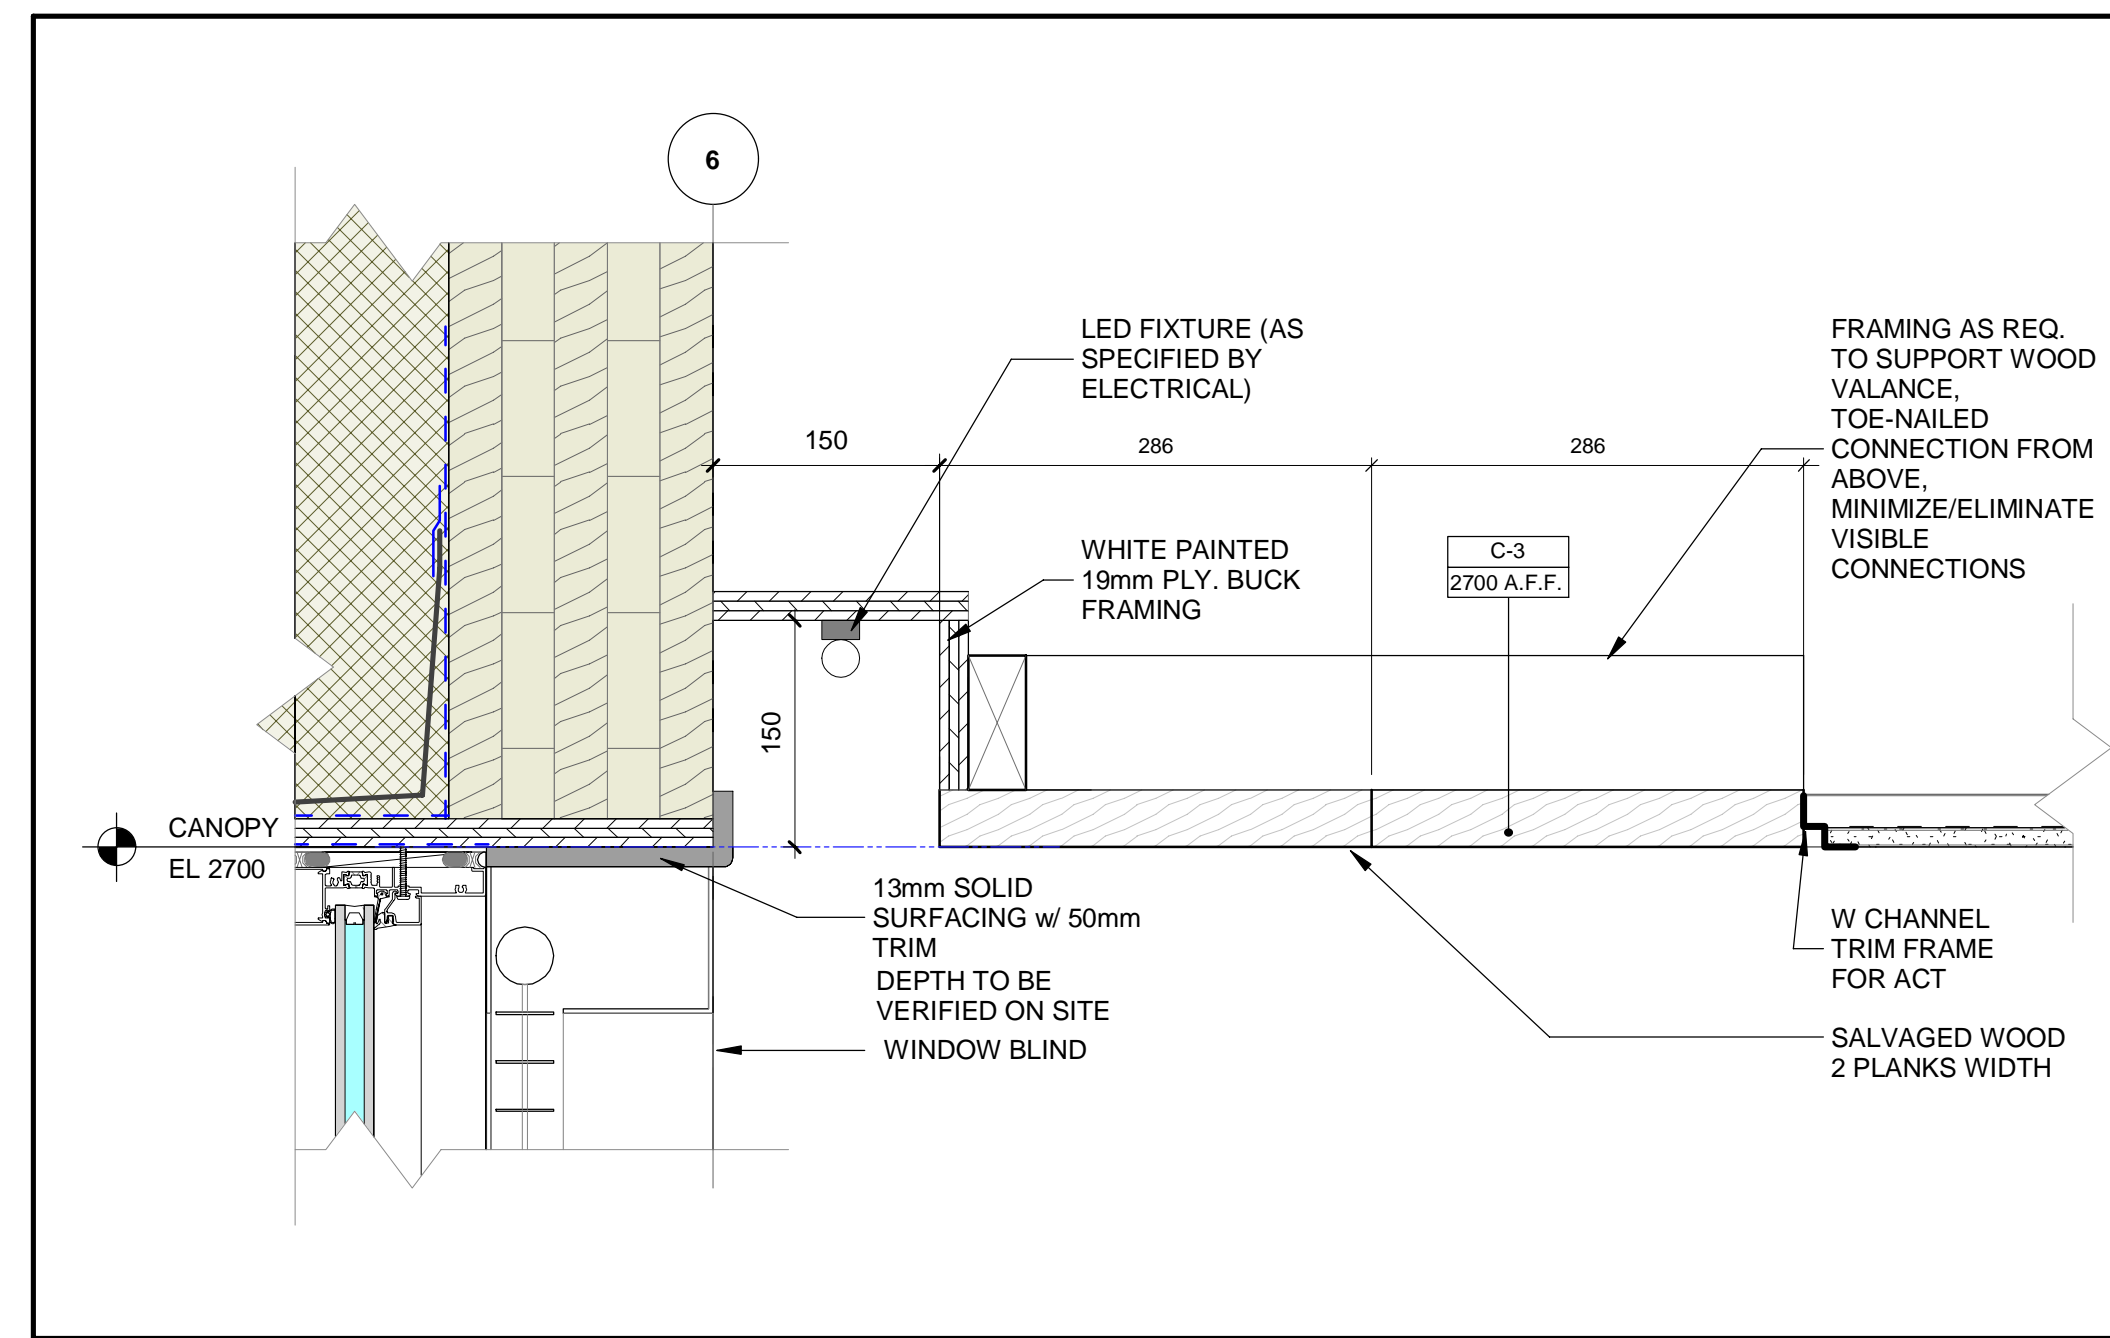 6
LED FIXTURE (AS
SPECIFIED BY
ELECTRICAL)
FRAMING AS REQ.
TO SUPPORT WOOD
VALANCE,
TOE-NAILED
CONNECTION FROM
ABOVE,
MINIMIZE/ELIMINATE
VISIBLE
CONNECTIONS
150
286
286
WHITE PAINTED
19mm PLY. BUCK
FRAMING
C-3
2700 A.F.F.
150
CANOPY
EL 2700
13mm SOLID
SURFACING w/ 50mm
TRIM
DEPTH TO BE
VERIFIED ON SITE
WINDOW BLIND
W CHANNEL
TRIM FRAME
FOR ACT
SALVAGED WOOD
2 PLANKS WIDTH